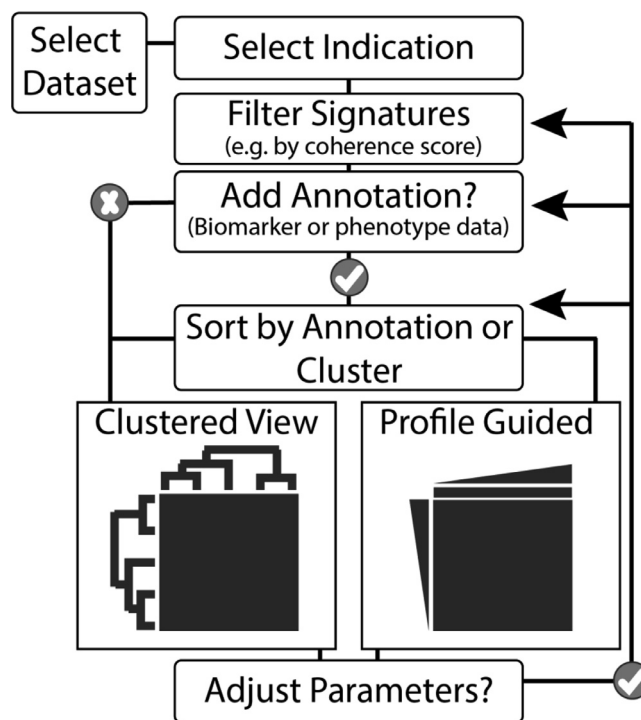 Select
Dataset
Select Indication
Filter Signatures
(e.g. by coherence score)
Add Annotation?
(Biomarker or phenotype data)
Sort by Annotation or
Cluster
Clustered View
Profile Guided
Adjust Parameters?